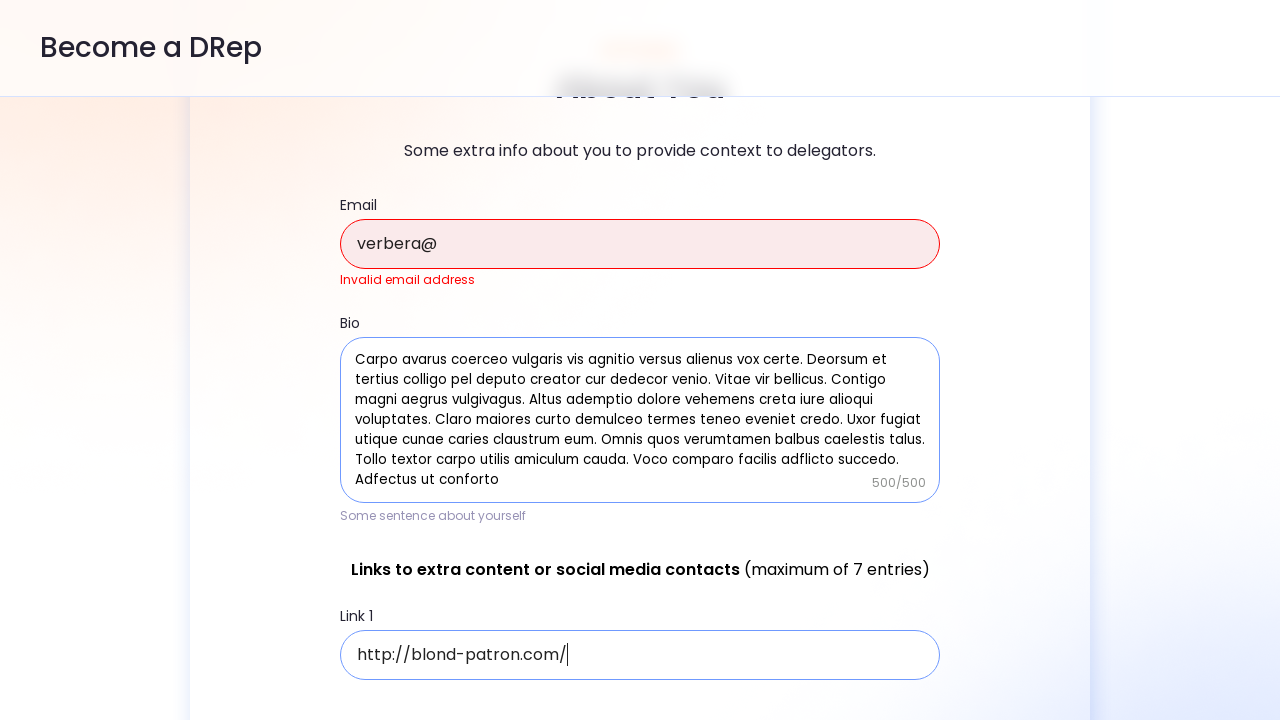 Become a DRep
About You
Some extra info about you to provide context to delegators.
Email
verbera@
Invalid email address
Bio
Carpo avarus coerceo vulgaris vis agnitio versus alienus vox certe. Deorsum et
tertius colligo pel deputo creator cur dedecor venio. Vitae vir bellicus. Contigo
magni aegrus vulgivagus. Altus ademptio dolore vehemens creta iure alioqui
voluptates. Claro maiores curto demulceo termes teneo eveniet credo. Uxor fugiat
utique cunae caries claustrum eum. Omnis quos verumtamen balbus caelestis talus.
Tollo textor carpo utilis amiculum cauda. Voco comparo facilis adflicto succedo.
Adfectus ut conforto
500/500
Some sentence about yourself
Links to extra content or social media contacts (maximum of 7 entries)
Link 1
http://blond-patron.com/